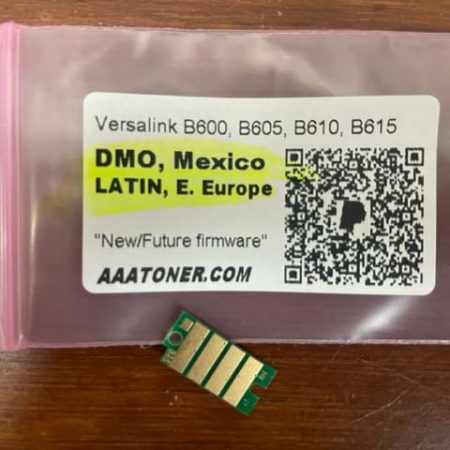 Versalink B600, B605, B610, B615
DMO, Mexico
LATIN, E. Europe
"New/Future firmware"
AAATONER.COM